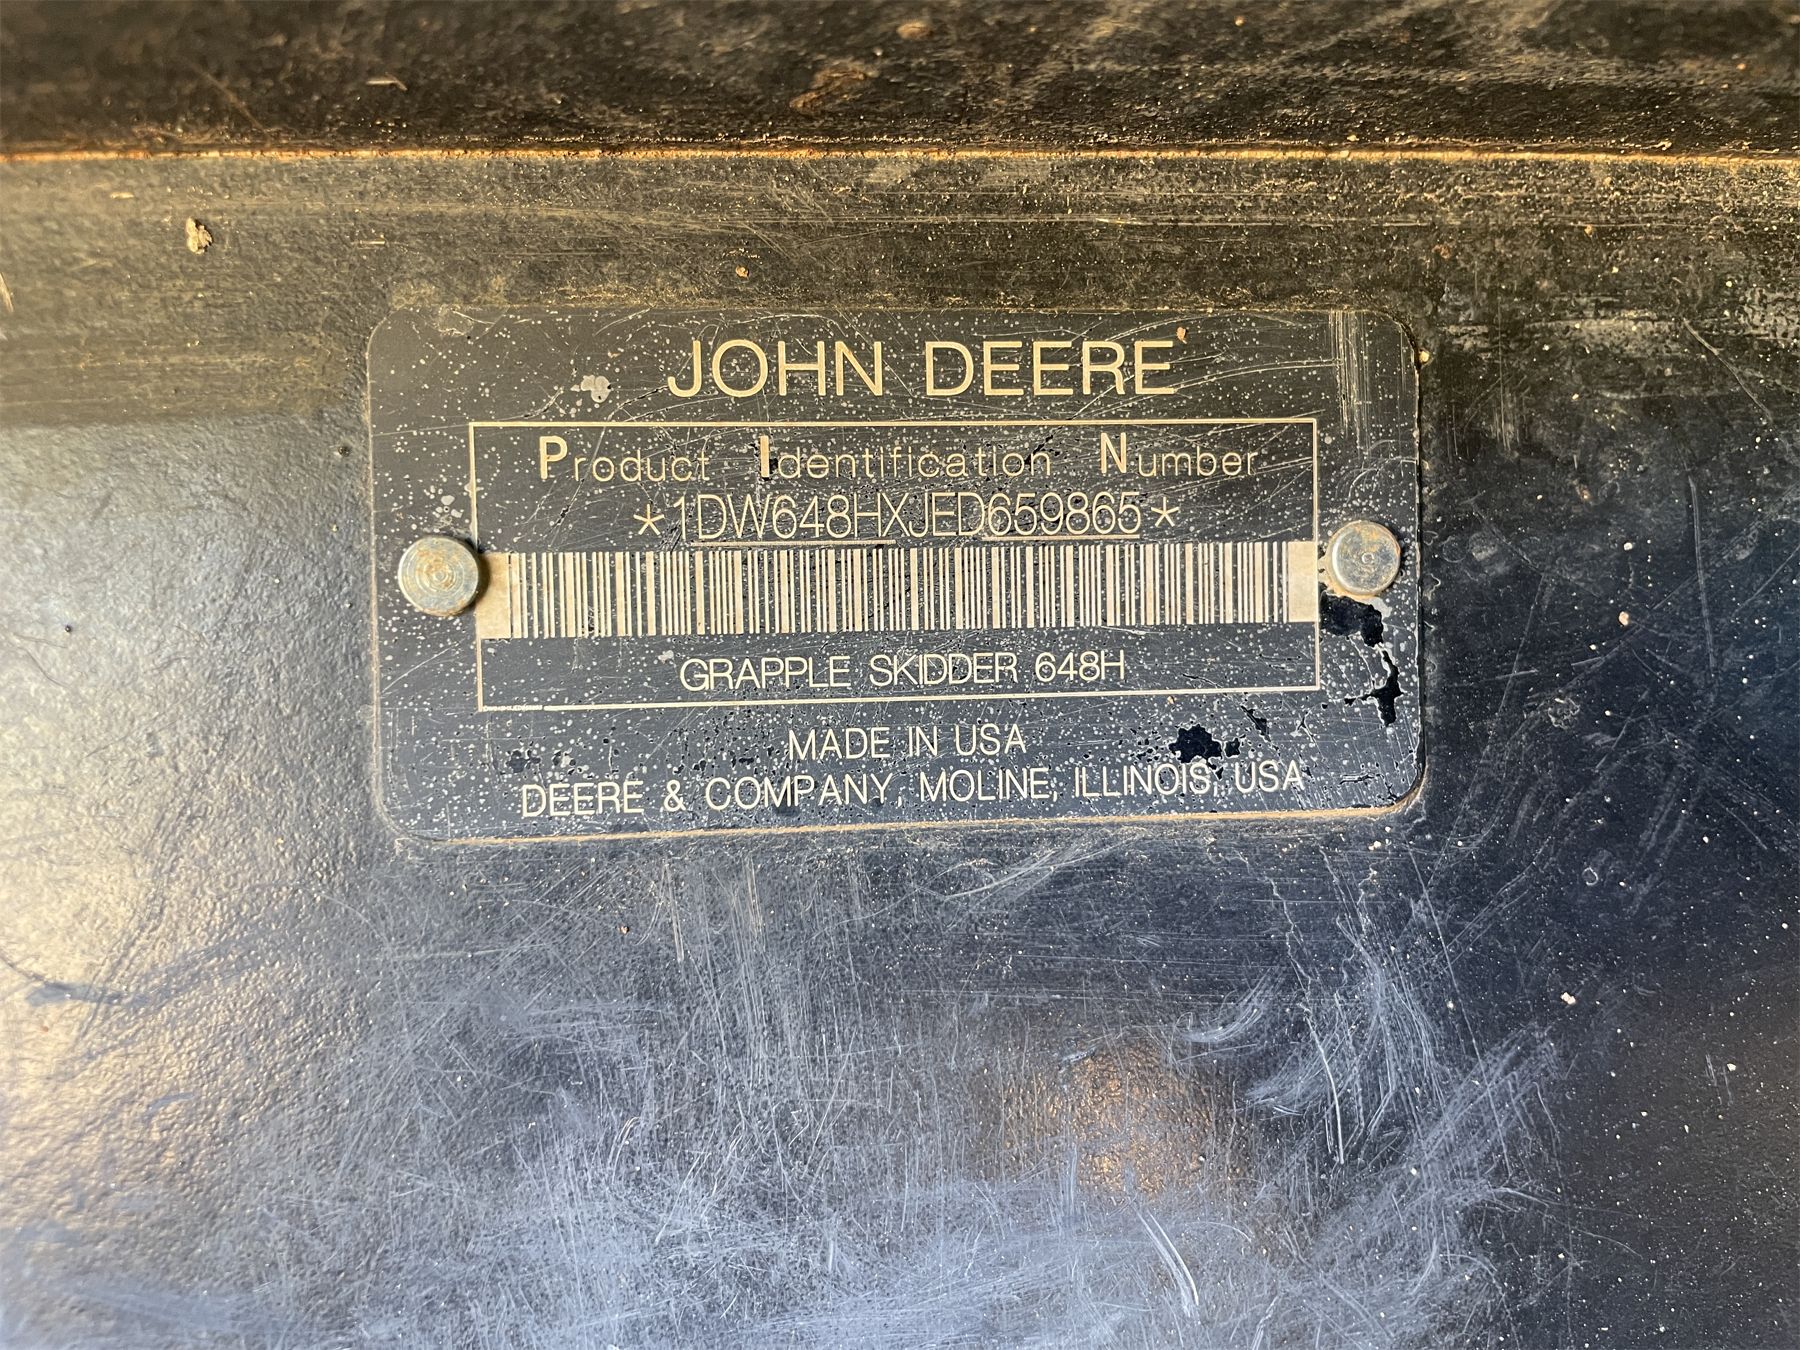 JOHN DEERE
Product Identification Number
*1DW648HXJED659865*
GRAPPLE SKIDDER 648H
MADE IN USA
DEERE & COMPANY, MOLINE, ILLINOIS, USA